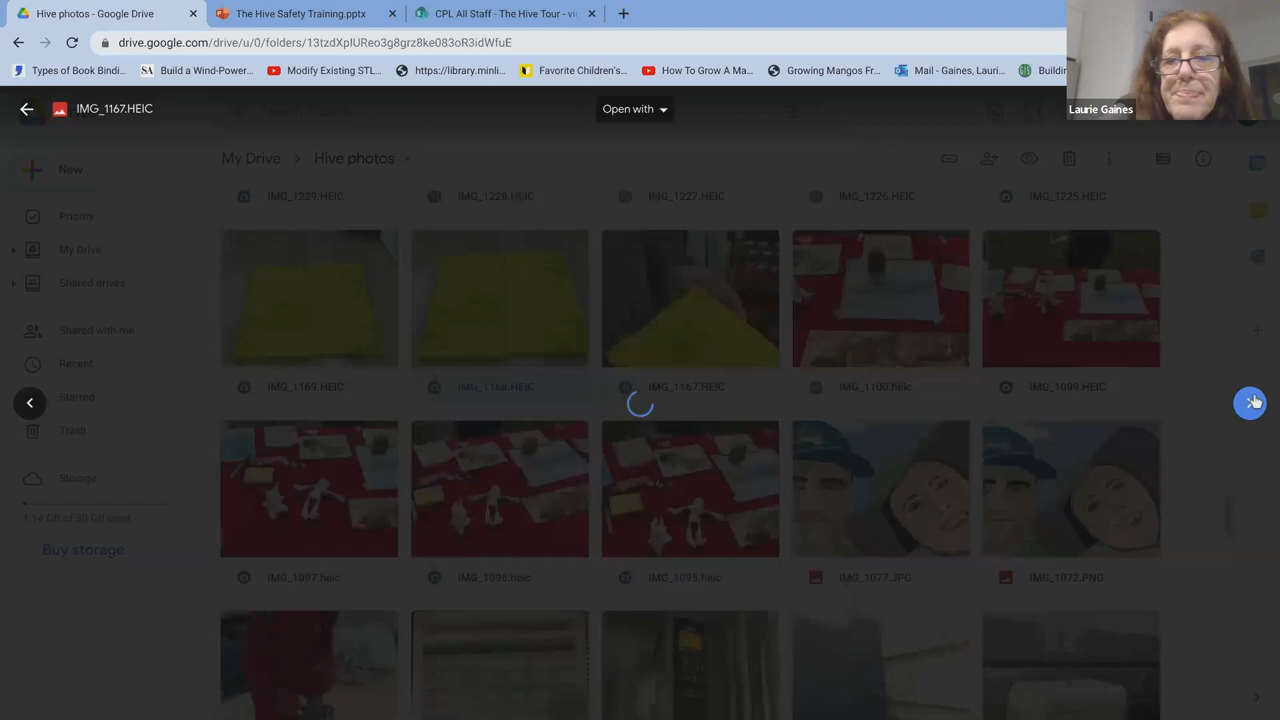 Hive photos - Google Drive
The Hive Safety Training.pptx
CPL All Staff - The Hive Tour - vir
drive.google.com/drive/u/0/folders/13tzdXpIUReo3g8grz8ke083oR3idWfuE
Types of Book Bindi...
Build a Wind-Power...
Modify Existing STL...
https://library.minli...
Favorite Children's...
How To Grow A Ma...
Growing Mangos Fr...
Mail - Gaines, Lauri...
Buildin
Laurie Gaines
IMG_1167.HEIC
Open with
My Drive > Hive photos
New
IMG_1229.HEIC
IMG_1228.HEIC
IMG_1227.HEIC
IMG_1226.HEIC
IMG_1225.HEIC
Priority
My Drive
Shared drives
Shared with me
Recent
Starred
Trash
Storage
1.14 GB of 30 GB used
Buy storage
IMG_1169.HEIC
IMG_1168.HEIC
IMG_1167.HEIC
IMG_1100.heic
IMG_1099.HEIC
IMG_1097.heic
IMG_1096.heic
IMG_1095.heic
IMG_1077.JPG
IMG_1072.PNG